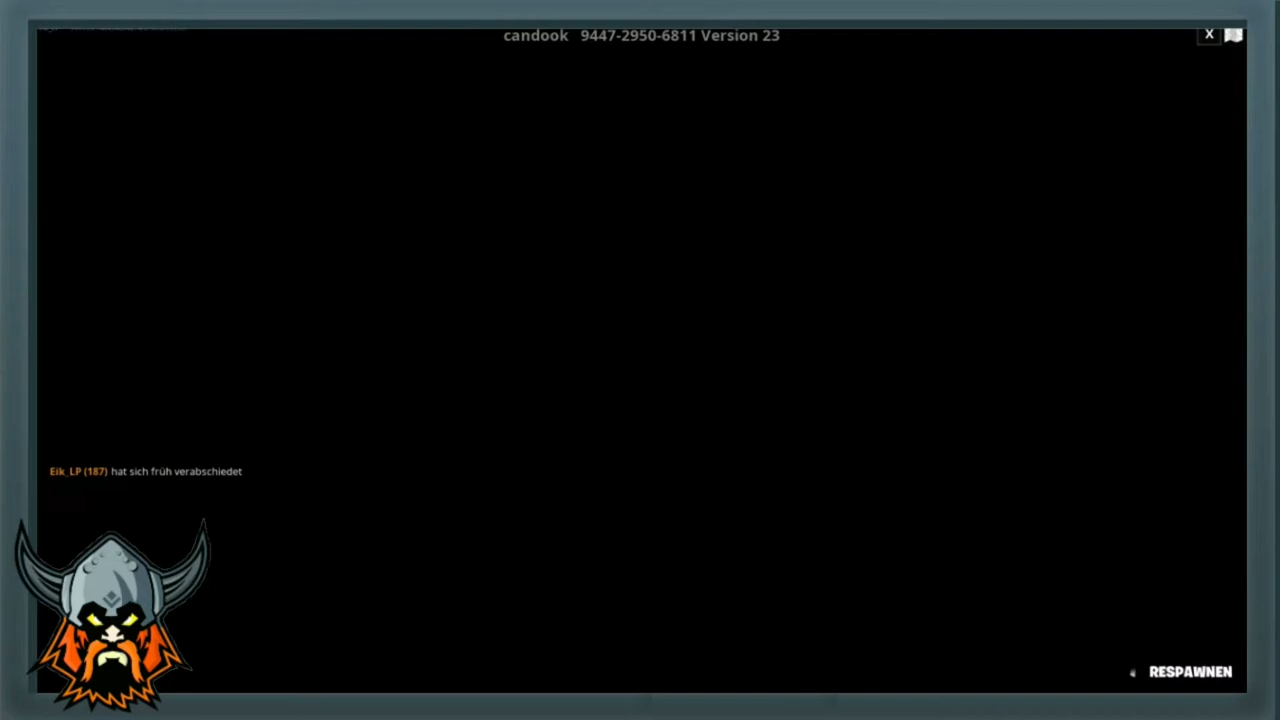 candook 9447-2950-6811 Version 23
X
Eik_LP (187) hat sich früh verabschiedet
RESPAWNEN